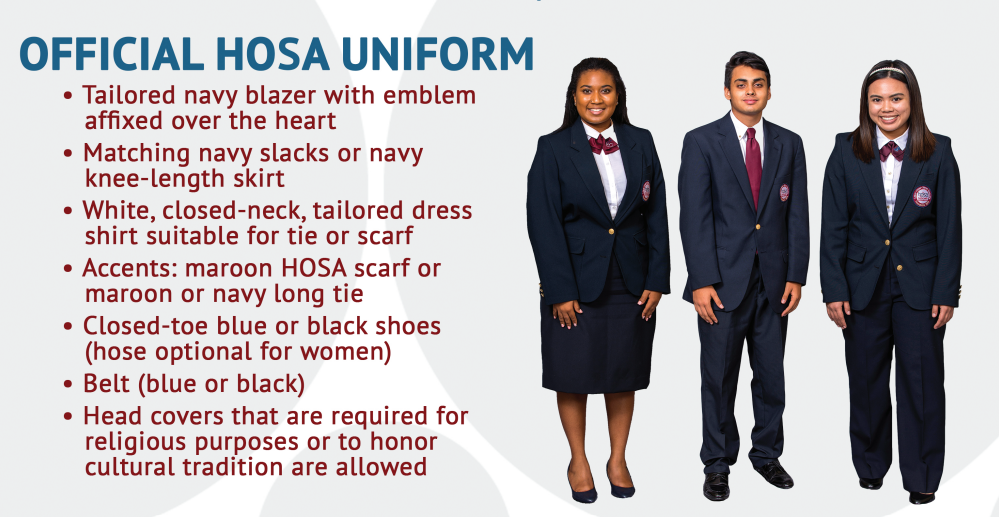 OFFICIAL HOSA UNIFORM
• Tailored navy blazer with emblem
affixed over the heart
• Matching navy slacks or navy
knee-length skirt
• White, closed-neck, tailored dress
shirt suitable for tie or scarf
• Accents: maroon HOSA scarf or
maroon or navy long tie
• Closed-toe blue or black shoes
(hose optional for women)
• Belt (blue or black)
• Head covers that are required for
religious purposes or to honor
cultural tradition are allowed